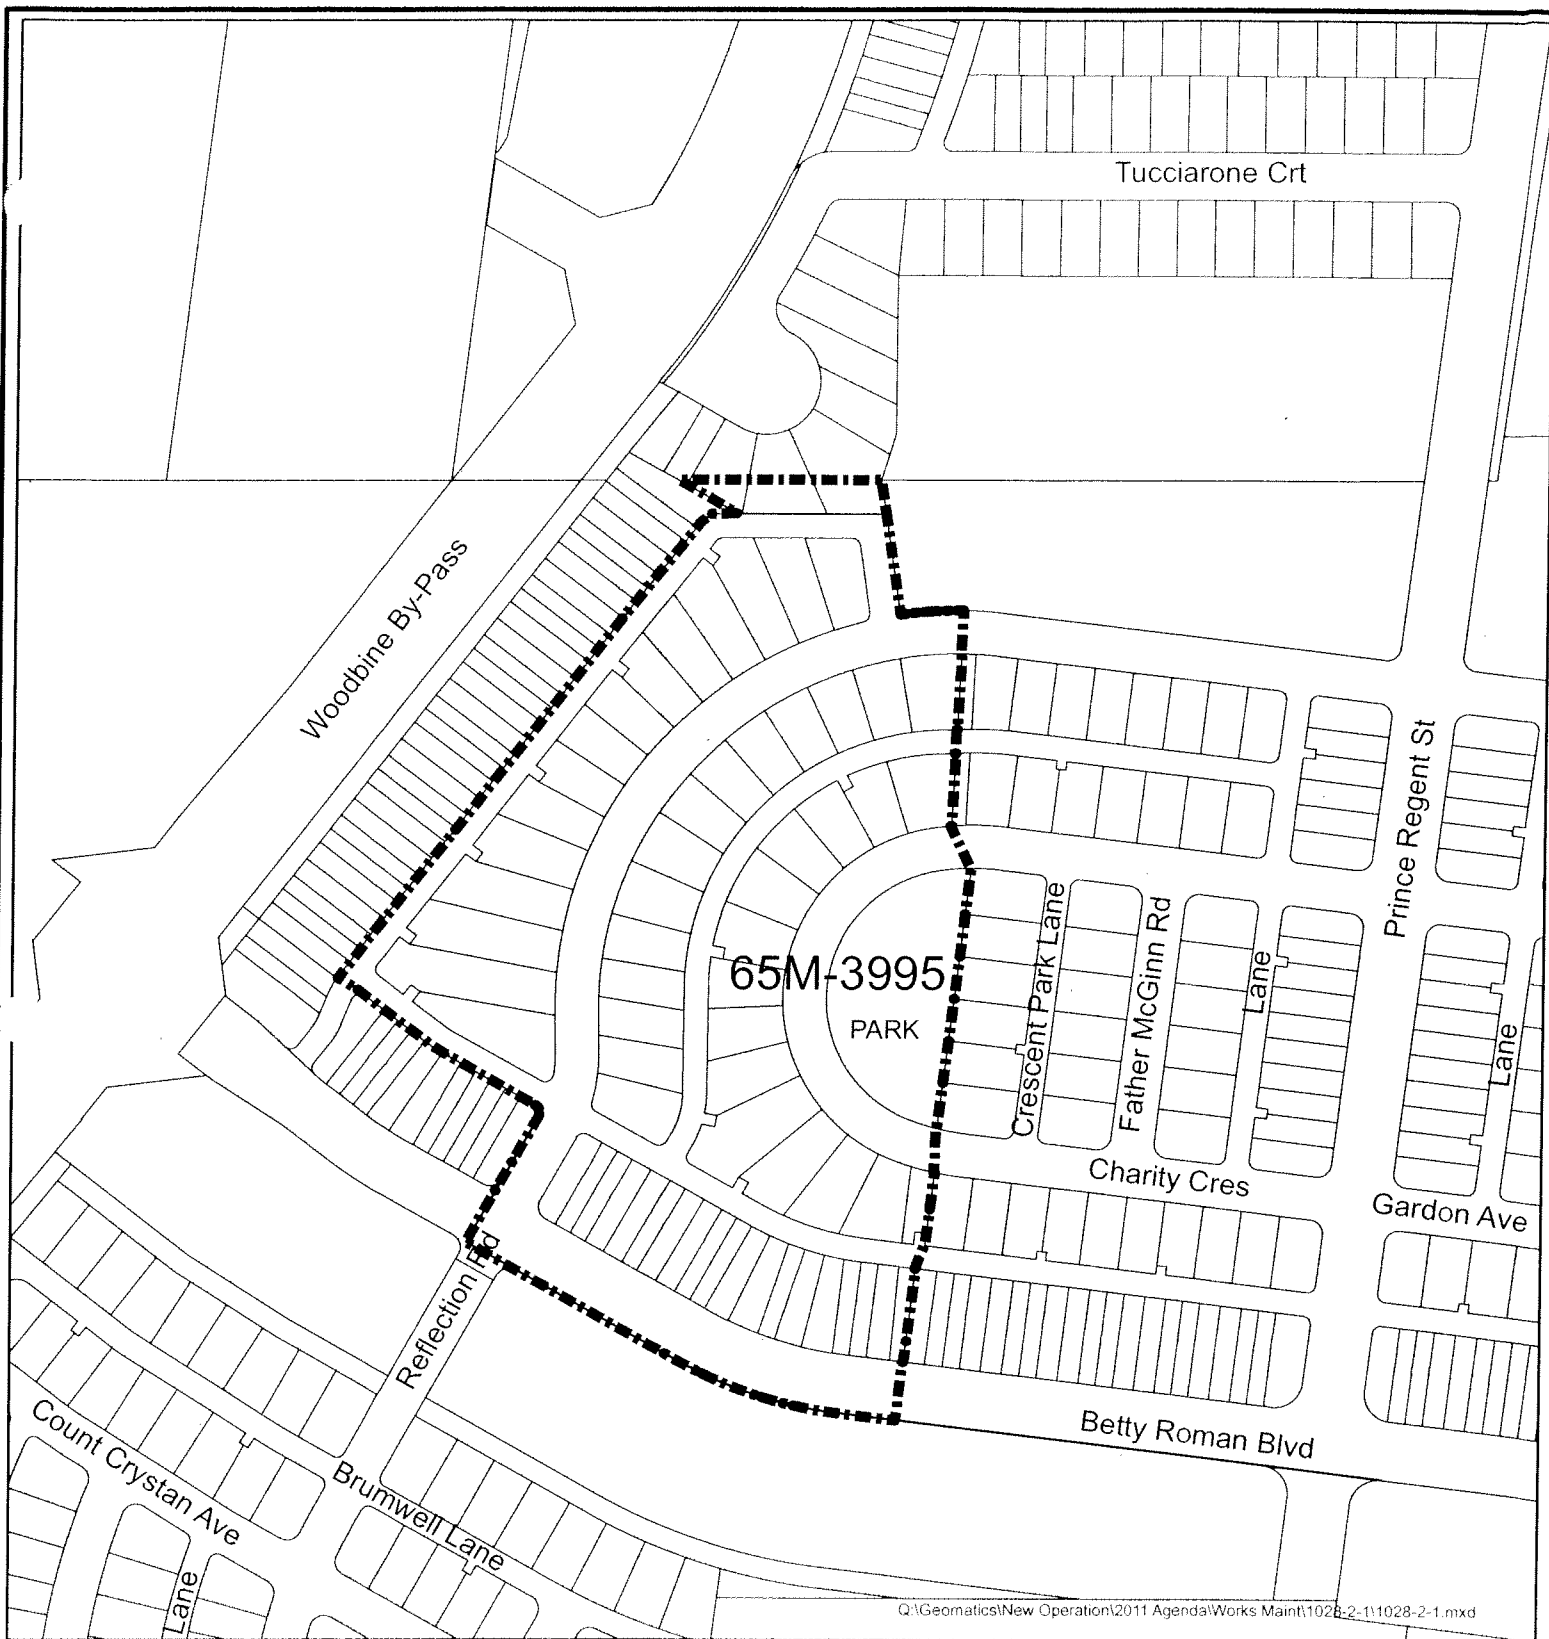 Tucciarone Crt
Woodbine By-Pass
Prince Regent St
65M-3995
PARK
Crescent Park Lane
Father McGinn Rd
Lane
Lane
Charity Cres
Gardon Ave
Reflection Rd
Betty Roman Blvd
Count Crystan Ave
Brumwell Lane
Lane
Q:\Geomatics\New Operation\2011 Agenda\Works Maint\1028-2-1\1028-2-1.mxd